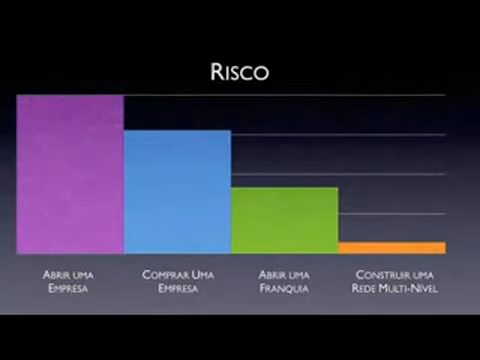 RISCO
ABRIR UMA
EMPRESA
COMPRAR UMA
EMPRESA
ABRIR UMA
FRANQUIA
CONSTRUIR UMA
REDE MULTI-NÍVEL